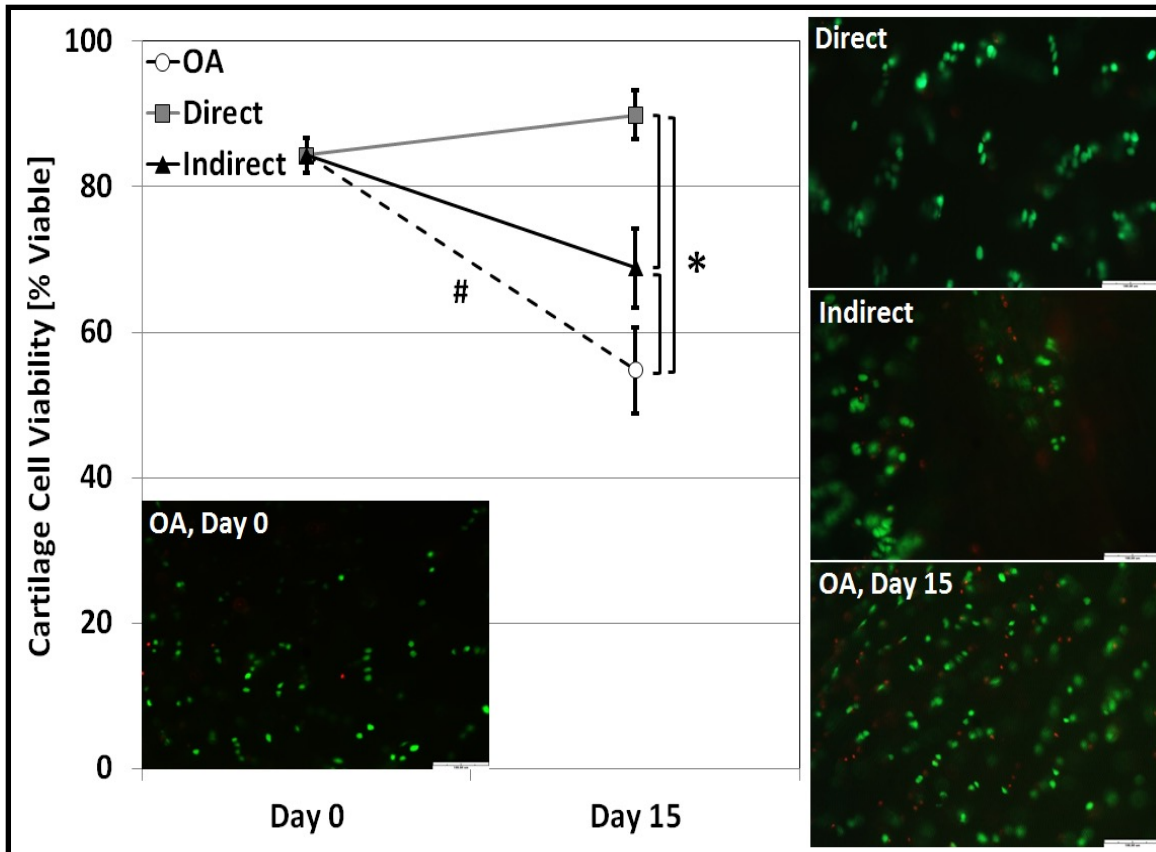 100
80
60
40
20
0
Cartilage Cell Viability [% Viable]
OA
Direct
Indirect
#
*
OA, Day 0
Day 0
Day 15
Direct
Indirect
OA, Day 15